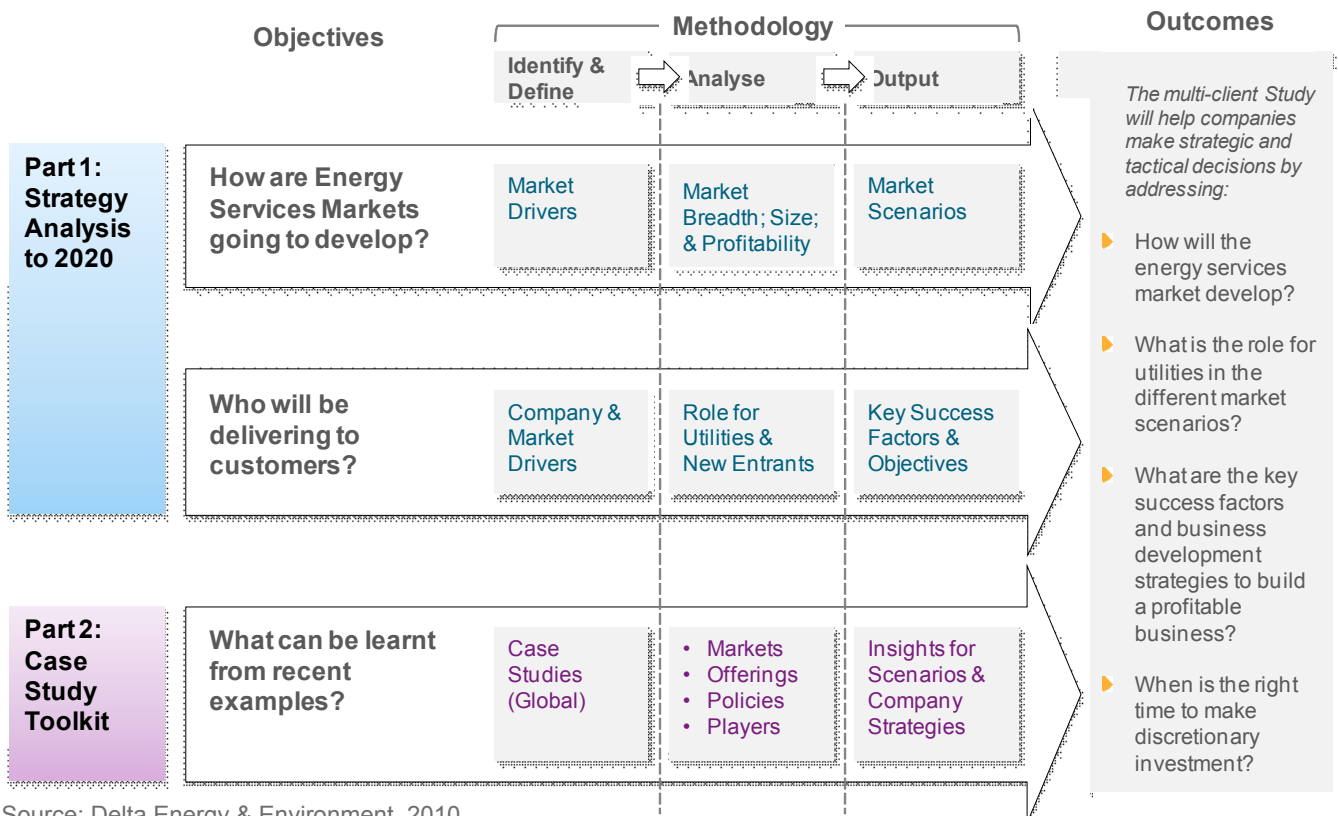 Objectives
Methodology
Outcomes
Identify &
Define
Analyse
Output
Part 1:
Strategy
Analysis
to 2020
How are Energy
Services Markets
going to develop?
Market
Drivers
Market
Breadth; Size;
& Profitability
Market
Scenarios
Who will be
delivering to
customers?
Company &
Market
Drivers
Role for
Utilities &
New Entrants
Key Success
Factors &
Objectives
Part 2:
Case
Study
Toolkit
What can be learnt
from recent
examples?
Case
Studies
(Global)
• Markets
• Offerings
• Policies
• Players
Insights for
Scenarios &
Company
Strategies
The multi-client Study
will help companies
make strategic and
tactical decisions by
addressing:
How will the
energy services
market develop?
What is the role for
utilities in the
different market
scenarios?
What are the key
success factors
and business
development
strategies to build
a profitable
business?
When is the right
time to make
discretionary
investment?
Source: Delta Energy & Environment, 2010